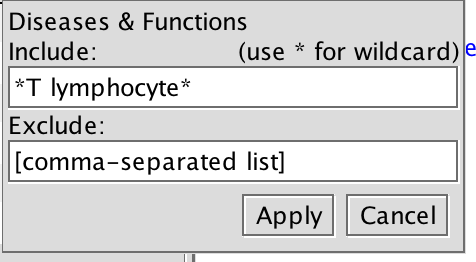 Diseases & Functions
Include: (use * for wildcard)
*T lymphocyte*
Exclude:
[comma-separated list]
Apply Cancel